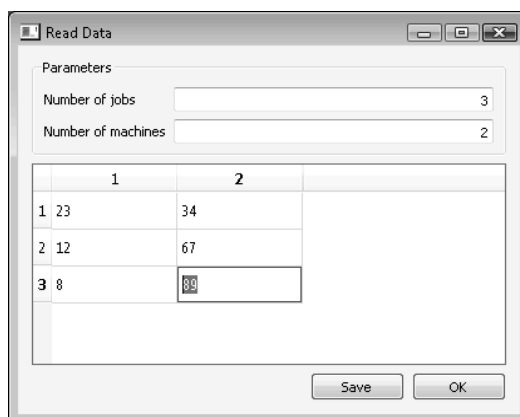 Read Data
Parameters
Number of jobs 3
Number of machines 2
1 2
1 23 34
2 12 67
3 8 89
Save OK